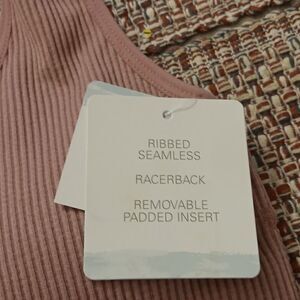 RIBBED
SEAMLESS
RACERBACK
REMOVABLE
PADDED INSERT